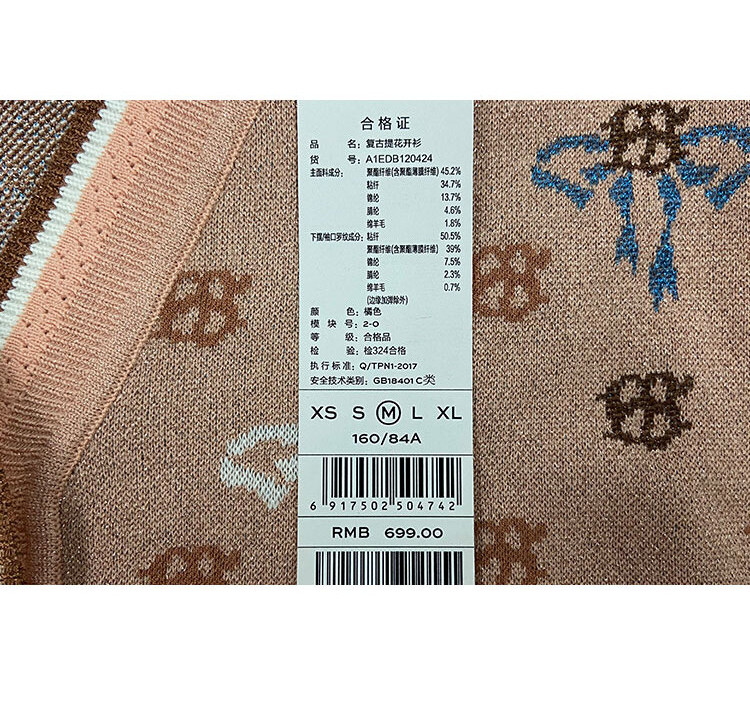 合格证
品 名：复古提花开衫
货 号：A1EDB120424
主面料成分：聚酯纤维(含聚酯薄膜纤维) 45.2%
粘纤 34.7%
锦纶 13.7%
腈纶 4.6%
绵羊毛 1.8%
下摆/袖口罗纹成分：粘纤 50.5%
聚酯纤维(含聚酯薄膜纤维) 39%
锦纶 7.5%
腈纶 2.3%
绵羊毛 0.7%
(边缘加弹除外)
颜 色：橘色
模 块 号：2-0
等 级：合格品
检 验：检324合格
执行标准：Q/TPN1-2017
安全技术类别：GB18401 C类
XS S M L XL
160/84A
6 917502 504742
RMB 699.00